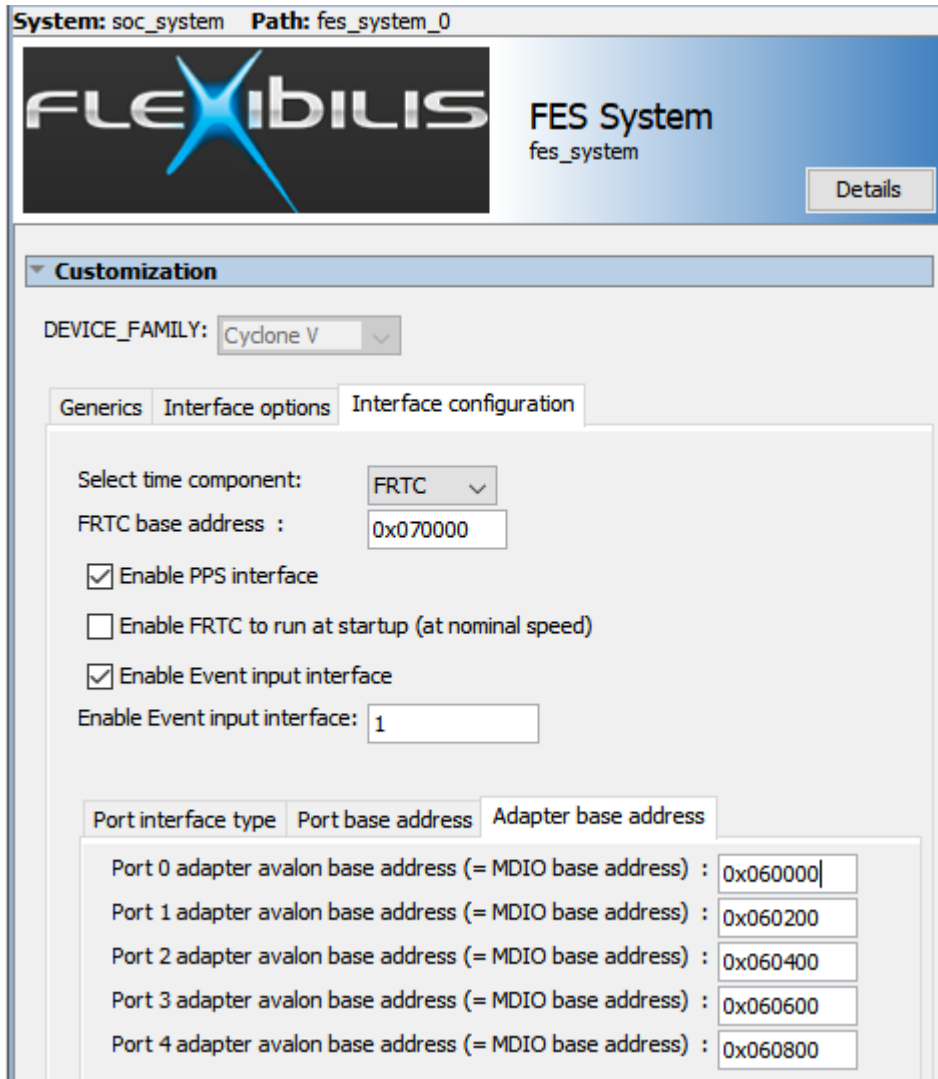 System: soc_system Path: fes_system_0
FLEXIBILIS
FES System
fes_system
Details
Customization
DEVICE_FAMILY: Cyclone V
Generics Interface options Interface configuration
Select time component: FRTC
FRTC base address : 0x070000
Enable PPS interface
Enable FRTC to run at startup (at nominal speed)
Enable Event input interface
Enable Event input interface: 1
Port interface type Port base address Adapter base address
Port 0 adapter avalon base address (= MDIO base address) : 0x060000
Port 1 adapter avalon base address (= MDIO base address) : 0x060200
Port 2 adapter avalon base address (= MDIO base address) : 0x060400
Port 3 adapter avalon base address (= MDIO base address) : 0x060600
Port 4 adapter avalon base address (= MDIO base address) : 0x060800